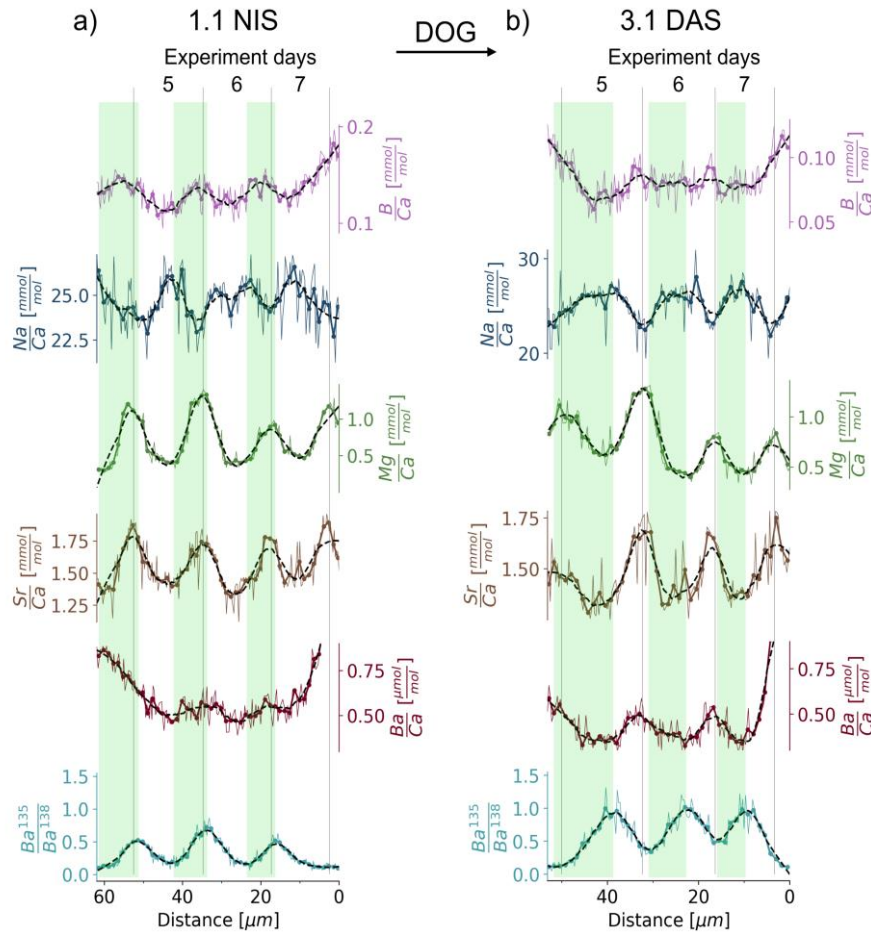 a) 1.1 NIS DOG b) 3.1 DAS
Experiment days Experiment days
5 6 7 5 6 7
0.2
0.1
B/Ca [mmol/mol]
0.10
0.05
B/Ca [mmol/mol]
Na/Ca [mmol/mol]
25.0
22.5
Na/Ca [mmol/mol]
30
20
1.0
0.5
Mg/Ca [mmol/mol]
1.0
0.5
Mg/Ca [mmol/mol]
Sr/Ca [mmol/mol]
1.75
1.50
1.25
Sr/Ca [mmol/mol]
1.75
1.50
0.75
0.50
Ba/Ca [μmol/mol]
0.75
0.50
Ba/Ca [μmol/mol]
Ba135/Ba138
1.5
1.0
0.5
0.0
Ba135/Ba138
1.5
1.0
0.5
0.0
60 40 20 0 40 20 0
Distance [μm] Distance [μm]